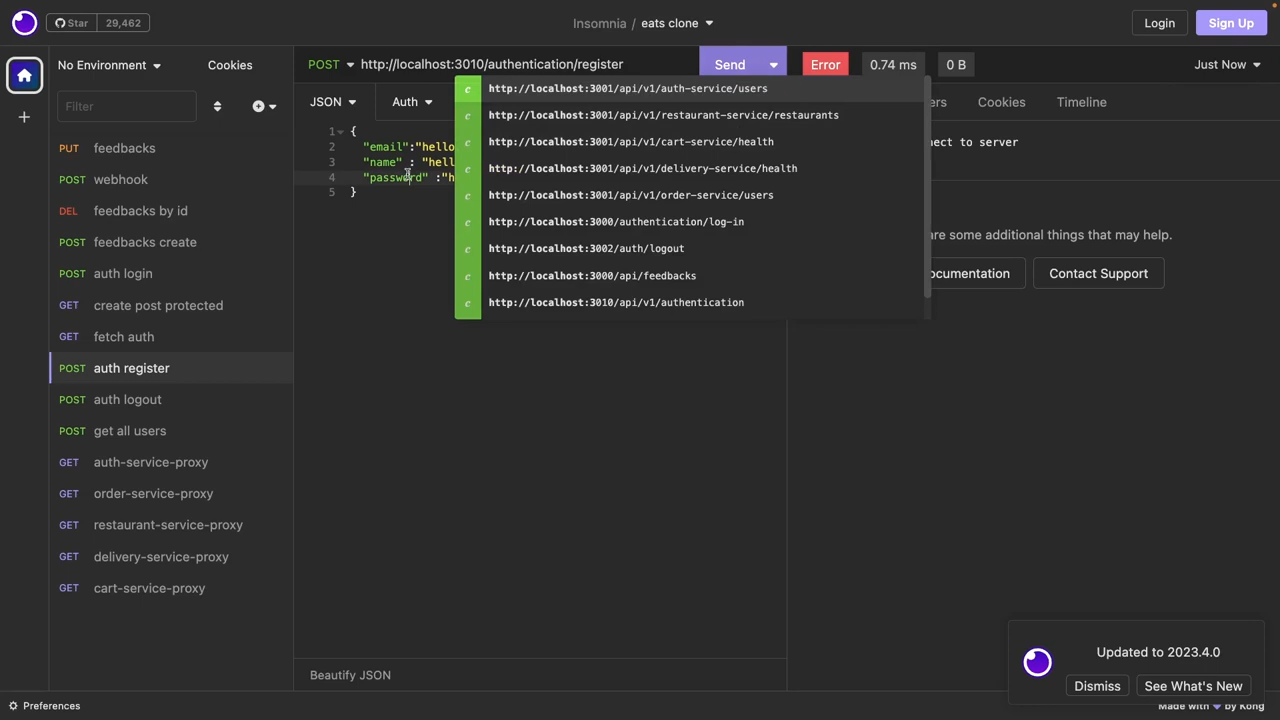 Star 29,462
Insomnia / eats clone
Login
Sign Up
No Environment
Cookies
POST http://localhost:3010/authentication/register
Send
Error
0.74 ms
0 B
Just Now
Filter
JSON
Auth
ers
Cookies
Timeline
1 {
2 "email":"hello
3 "name" : "hell
4 "password" :"h
5 }
c http://localhost:3001/api/v1/auth-service/users
c http://localhost:3001/api/v1/restaurant-service/restaurants
c http://localhost:3001/api/v1/cart-service/health
c http://localhost:3001/api/v1/delivery-service/health
c http://localhost:3001/api/v1/order-service/users
c http://localhost:3000/authentication/log-in
c http://localhost:3002/auth/logout
c http://localhost:3000/api/feedbacks
c http://localhost:3010/api/v1/authentication
nect to server
are some additional things that may help.
ocumentation
Contact Support
PUT feedbacks
POST webhook
DEL feedbacks by id
POST feedbacks create
POST auth login
GET create post protected
GET fetch auth
POST auth register
POST auth logout
POST get all users
GET auth-service-proxy
GET order-service-proxy
GET restaurant-service-proxy
GET delivery-service-proxy
GET cart-service-proxy
Beautify JSON
Updated to 2023.4.0
Dismiss
See What's New
Preferences
Made with by Kong